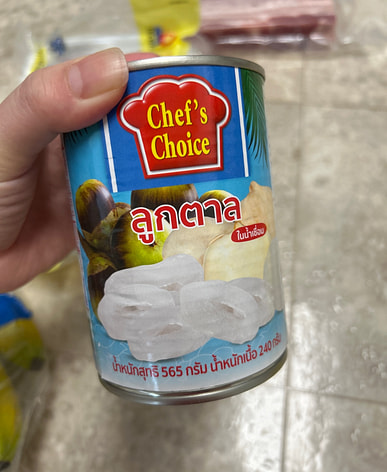 Chef's
Choice
ลูกตาล
ในน้ำเชื่อม
น้ำหนักสุทธิ 565 กรัม น้ำหนักเนื้อ 240 กรัม